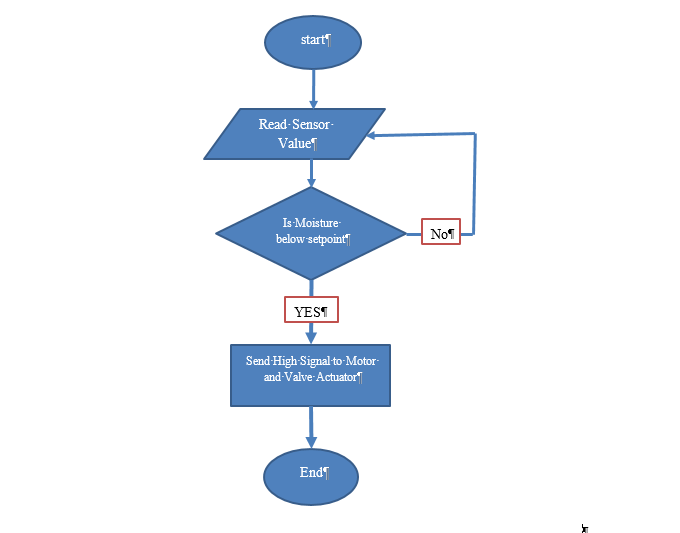 start¶
Read·Sensor·
Value¶
Is·Moisture·
below·setpoint¶
No¶
YES¶
Send·High·Signal·to·Motor·
and·Valve·Actuator¶
End¶
¶